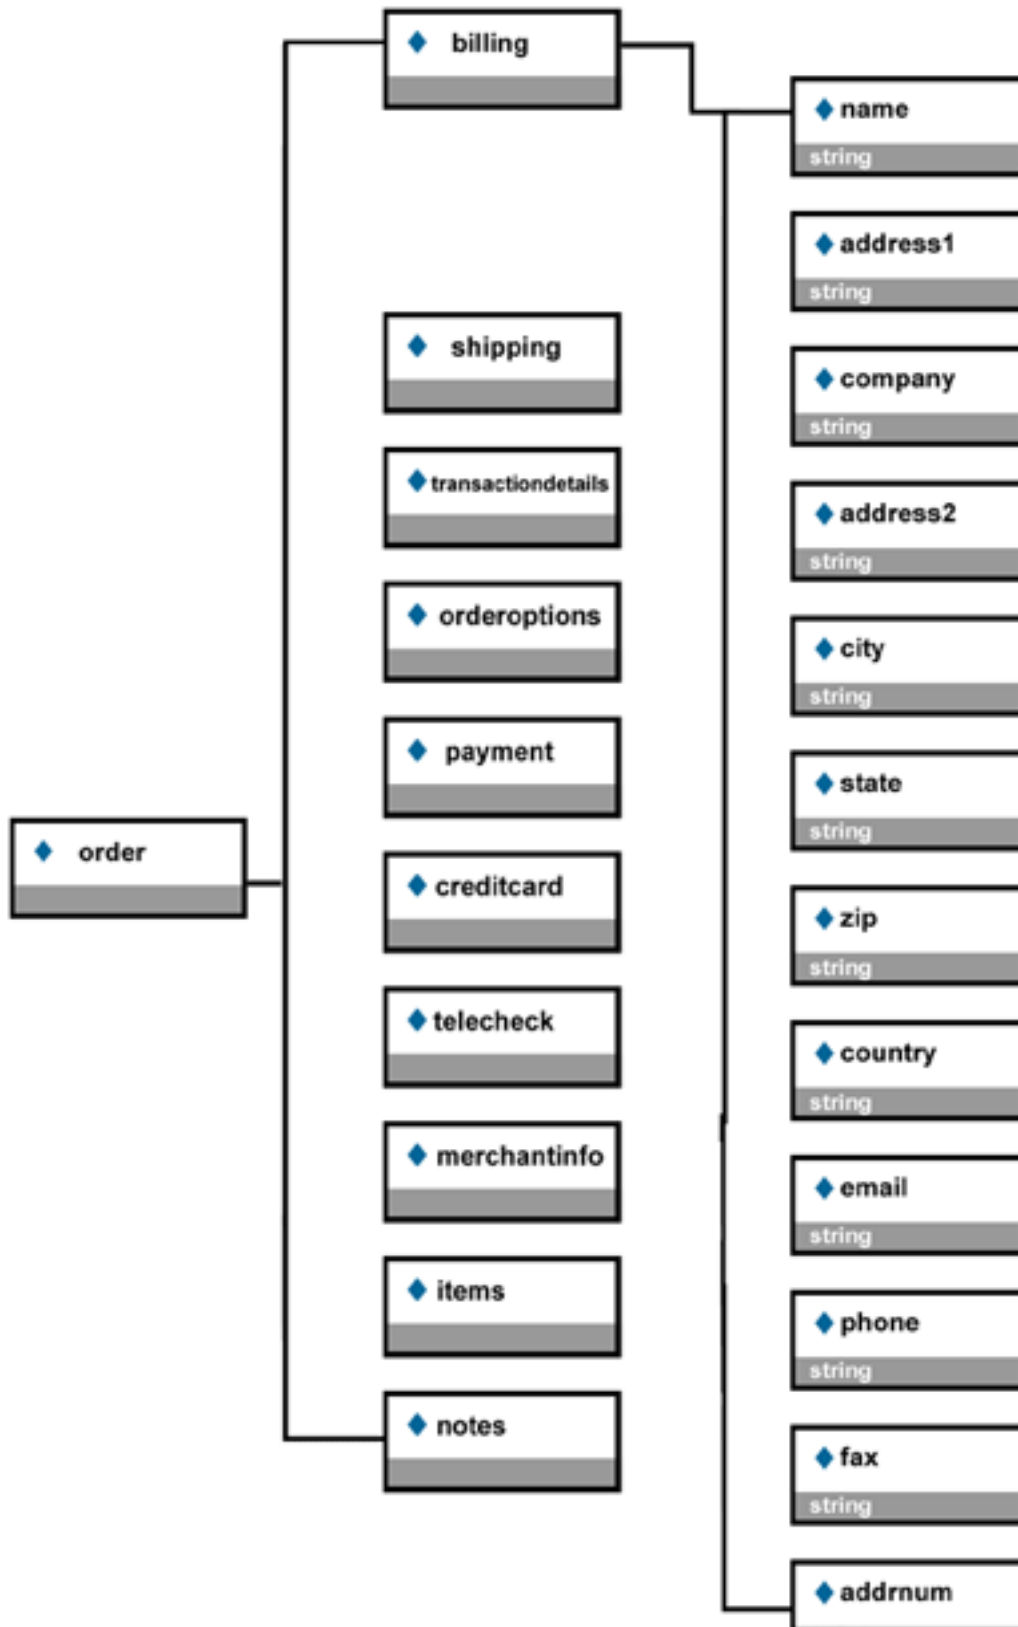 billing
name
string
address1
string
shipping
company
string
transactiondetails
address2
string
orderoptions
city
string
payment
state
string
order
creditcard
zip
string
telecheck
country
string
merchantinfo
email
string
items
phone
string
notes
fax
string
addrnum